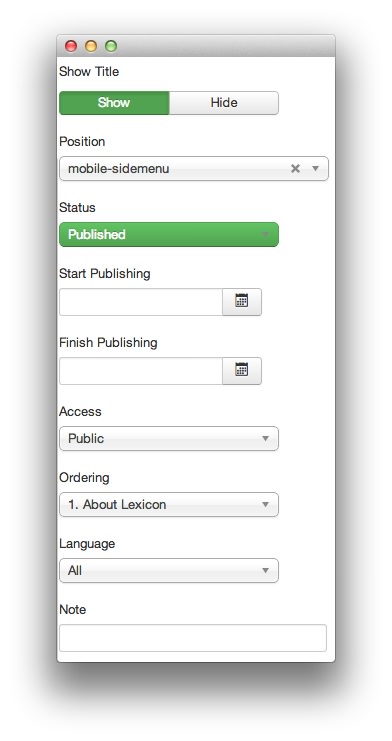 Show Title
Show Hide
Position
mobile-sidemenu
Status
Published
Start Publishing
Finish Publishing
Access
Public
Ordering
1. About Lexicon
Language
All
Note